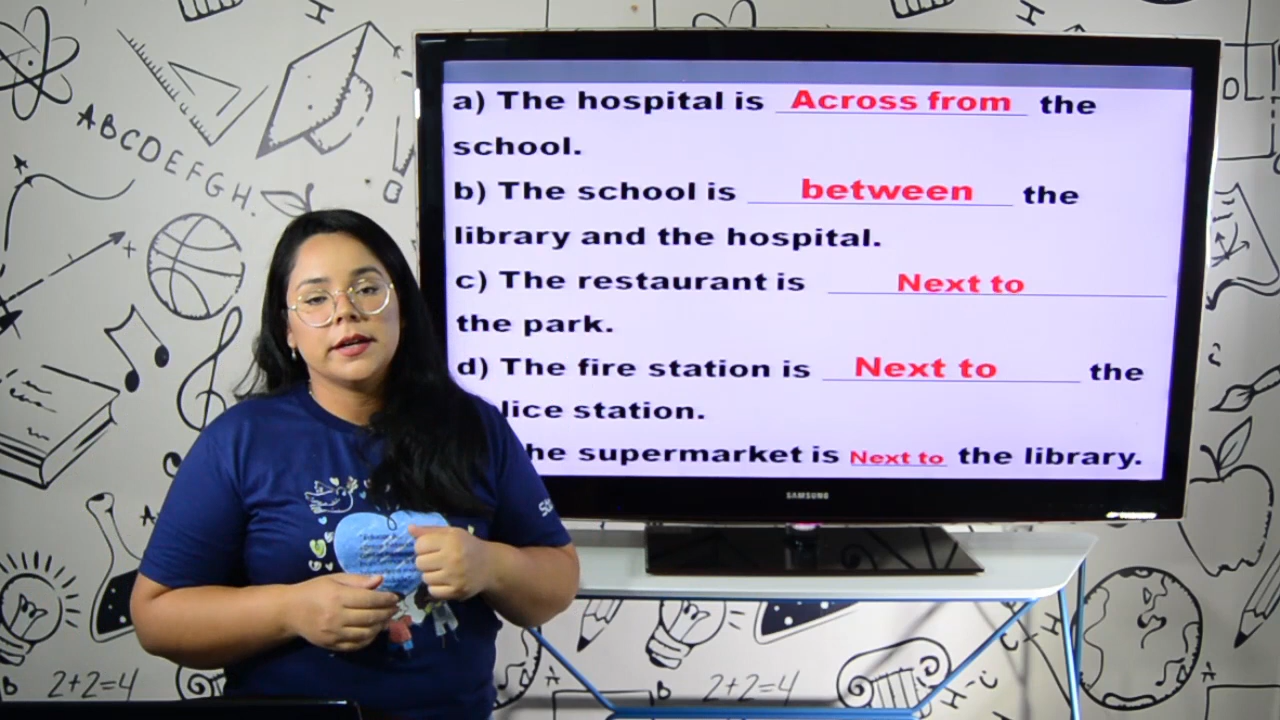 a) The hospital is Across from the
school.
b) The school is between the
library and the hospital.
c) The restaurant is Next to
the park.
d) The fire station is Next to the
lice station.
he supermarket is Next to the library.
SAMSUNG
ABCDEFGH.
2+2=4
2+2=4